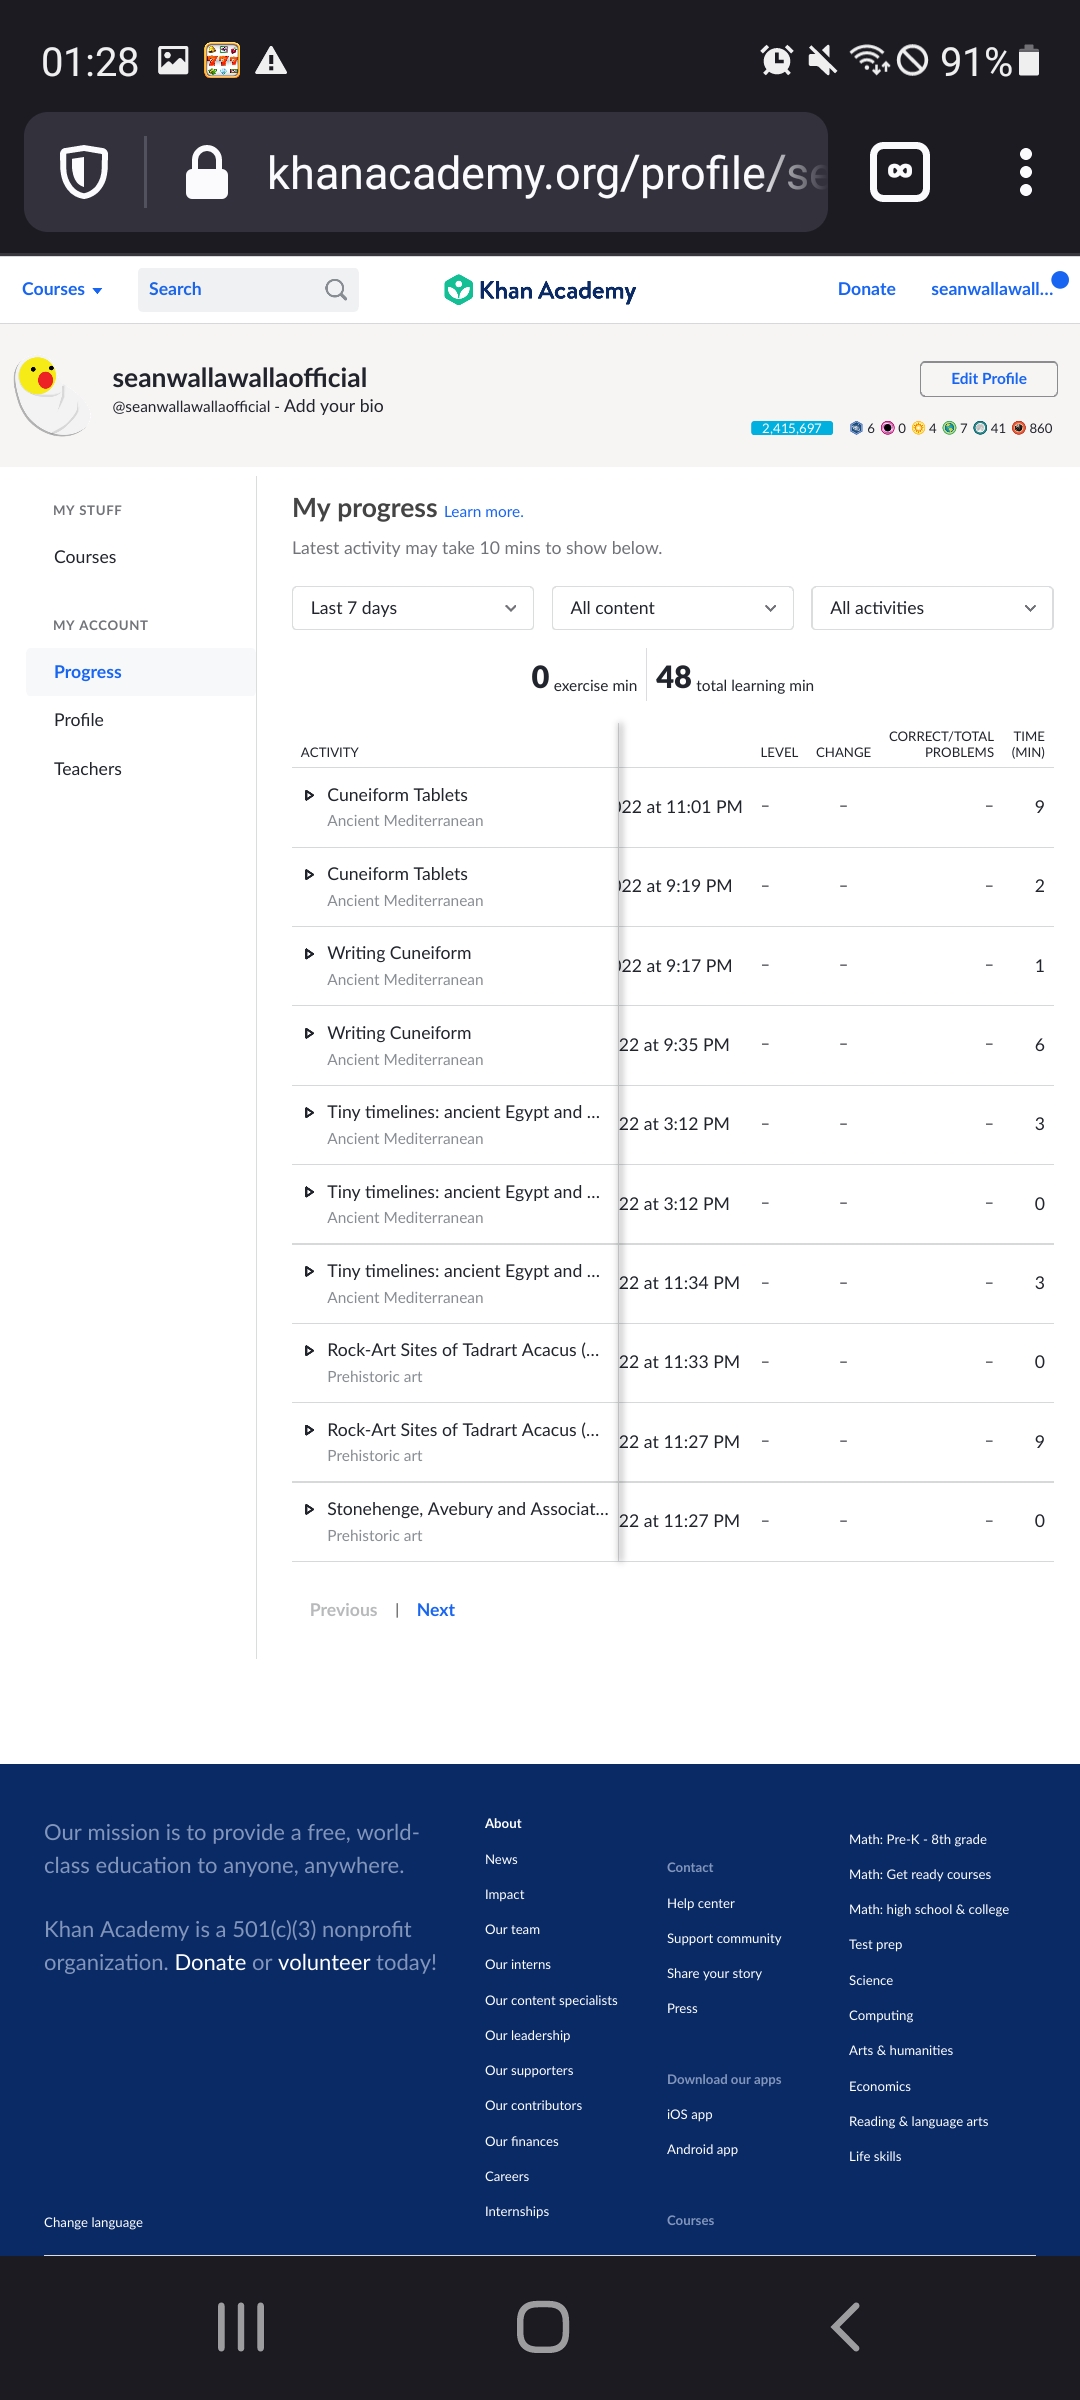 01:28
91%
khanacademy.org/profile/se
Courses
Search
Khan Academy
Donate
seanwallawall...
seanwallawallaofficial
@seanwallawallaofficial - Add your bio
Edit Profile
2,415,697
6
0
4
7
41
860
MY STUFF
Courses
MY ACCOUNT
Progress
Profile
Teachers
My progress Learn more.
Latest activity may take 10 mins to show below.
Last 7 days
All content
All activities
0 exercise min
48 total learning min
ACTIVITY LEVEL CHANGE CORRECT/TOTAL PROBLEMS TIME (MIN)
Cuneiform Tablets
Ancient Mediterranean
022 at 11:01 PM – – – 9
Cuneiform Tablets
Ancient Mediterranean
022 at 9:19 PM – – – 2
Writing Cuneiform
Ancient Mediterranean
022 at 9:17 PM – – – 1
Writing Cuneiform
Ancient Mediterranean
22 at 9:35 PM – – – 6
Tiny timelines: ancient Egypt and ...
Ancient Mediterranean
22 at 3:12 PM – – – 3
Tiny timelines: ancient Egypt and ...
Ancient Mediterranean
22 at 3:12 PM – – – 0
Tiny timelines: ancient Egypt and ...
Ancient Mediterranean
22 at 11:34 PM – – – 3
Rock-Art Sites of Tadrart Acacus (...
Prehistoric art
22 at 11:33 PM – – – 0
Rock-Art Sites of Tadrart Acacus (...
Prehistoric art
22 at 11:27 PM – – – 9
Stonehenge, Avebury and Associat...
Prehistoric art
22 at 11:27 PM – – – 0
Previous | Next
Our mission is to provide a free, world-
class education to anyone, anywhere.
Khan Academy is a 501(c)(3) nonprofit
organization. Donate or volunteer today!
About
News
Impact
Our team
Our interns
Our content specialists
Our leadership
Our supporters
Our contributors
Our finances
Careers
Internships
Contact
Help center
Support community
Share your story
Press
Download our apps
iOS app
Android app
Courses
Math: Pre-K - 8th grade
Math: Get ready courses
Math: high school & college
Test prep
Science
Computing
Arts & humanities
Economics
Reading & language arts
Life skills
Change language